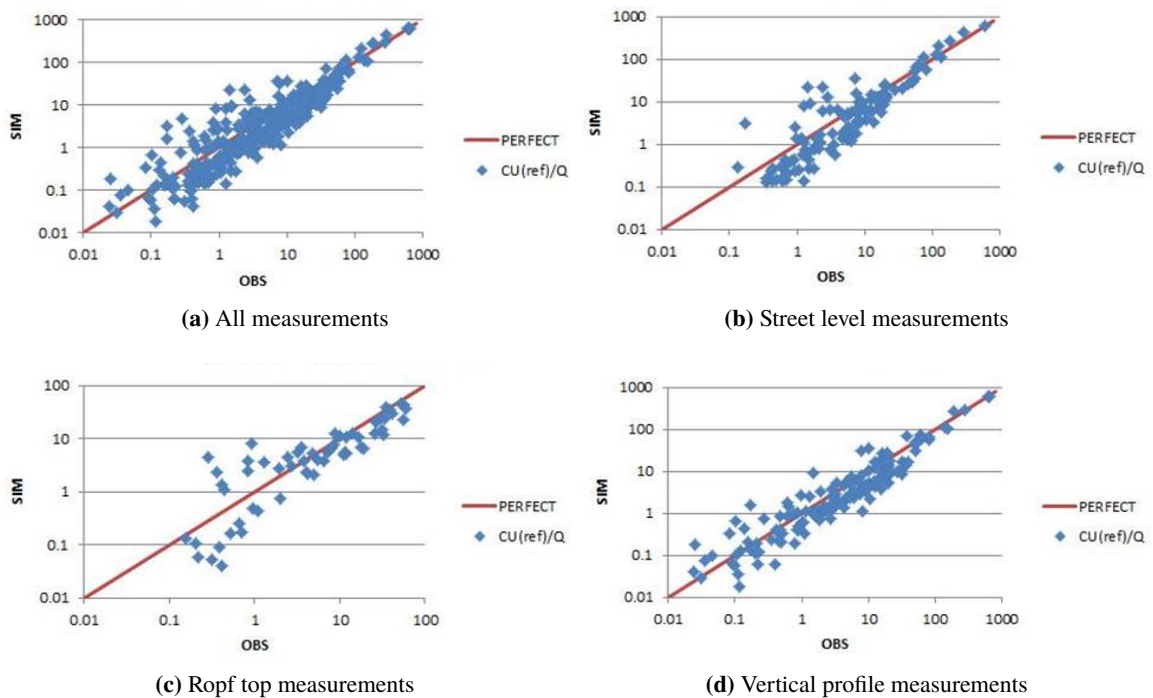 1000
100
10
1
0.1
0.01
SIM
0.01 0.1 1 10 100 1000
OBS
PERFECT
CU(ref)/Q
(a) All measurements
1000
100
10
1
0.1
0.01
SIM
0.01 0.1 1 10 100 1000
OBS
PERFECT
CU(ref)/Q
(b) Street level measurements
100
10
1
0.1
0.01
SIM
0.01 0.1 1 10 100
OBS
PERFECT
CU(ref)/Q
(c) Ropf top measurements
1000
100
10
1
0.1
0.01
SIM
0.01 0.1 1 10 100 1000
OBS
PERFECT
CU(ref)/Q
(d) Vertical profile measurements